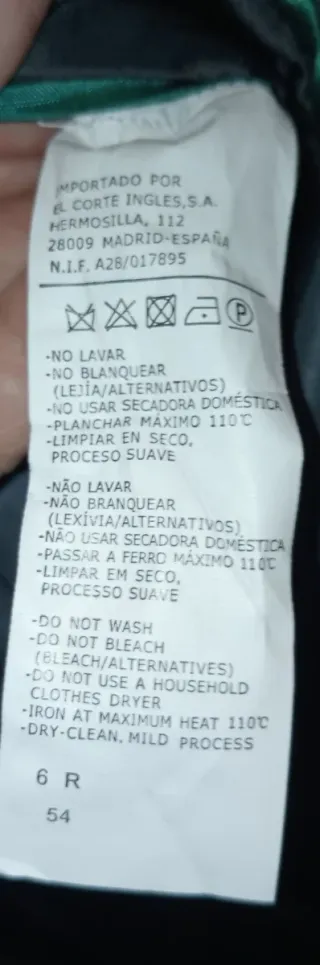 IMPORTADO POR
EL CORTE INGLES,S.A.
HERMOSILLA, 112
28009 MADRID-ESPAÑA
N.I.F. A28/017895
P
-NO LAVAR
-NO BLANQUEAR
(LEJÍA/ALTERNATIVOS)
-NO USAR SECADORA DOMÉSTICA
-PLANCHAR MÁXIMO 110℃
-LIMPIAR EN SECO,
PROCESO SUAVE
-NÃO LAVAR
-NÃO BRANQUEAR
(LEXÍVIA/ALTERNATIVOS)
-NÃO USAR SECADORA DOMÉSTICA
-PASSAR A FERRO MÁXIMO 110℃
-LIMPAR EM SECO,
PROCESSO SUAVE
-DO NOT WASH
-DO NOT BLEACH
(BLEACH/ALTERNATIVES)
-DO NOT USE A HOUSEHOLD
CLOTHES DRYER
-IRON AT MAXIMUM HEAT 110℃
-DRY-CLEAN. MILD PROCESS
6 R
54